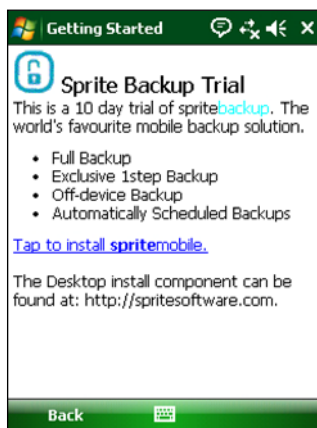 Getting Started
Sprite Backup Trial
This is a 10 day trial of spritebackup. The
world's favourite mobile backup solution.
• Full Backup
• Exclusive 1step Backup
• Off-device Backup
• Automatically Scheduled Backups
Tap to install spritemobile.
The Desktop install component can be
found at: http://spritesoftware.com.
Back